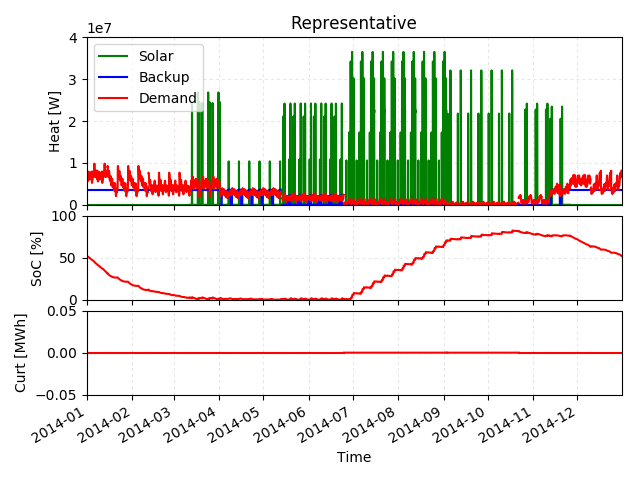 Representative
1e7
4
3
2
1
0
Heat [W]
Solar
Backup
Demand
100
50
0
SoC [%]
0.05
0.00
−0.05
Curt [MWh]
2014-01
2014-02
2014-03
2014-04
2014-05
2014-06
2014-07
2014-08
2014-09
2014-10
2014-11
2014-12
Time